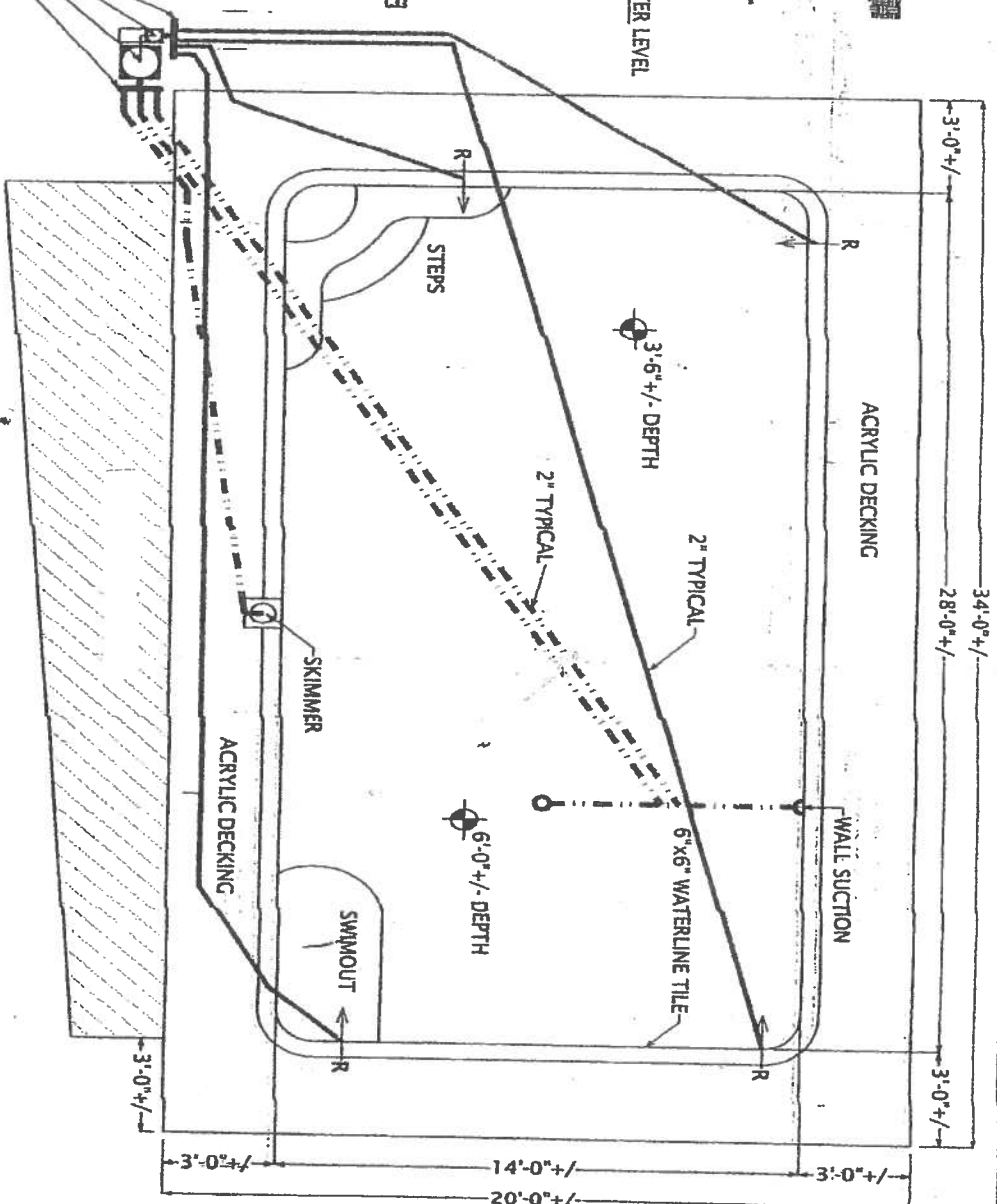 ER LEVEL
34'-0"+/-
28'-0"+/-
3'-0"+/-
3'-0"+/-
ACRYLIC DECKING
WALL SUCTION
R
R
STEPS
3'-6"+/- DEPTH
2" TYPICAL
2" TYPICAL
6"x6" WATERLINE TILE
6'-0"+/- DEPTH
SKIMMER
SWIMOUT
R
R
ACRYLIC DECKING
3'-0"+/-
3'-0"+/-
14'-0"+/-
3'-0"+/-
20'-0"+/-